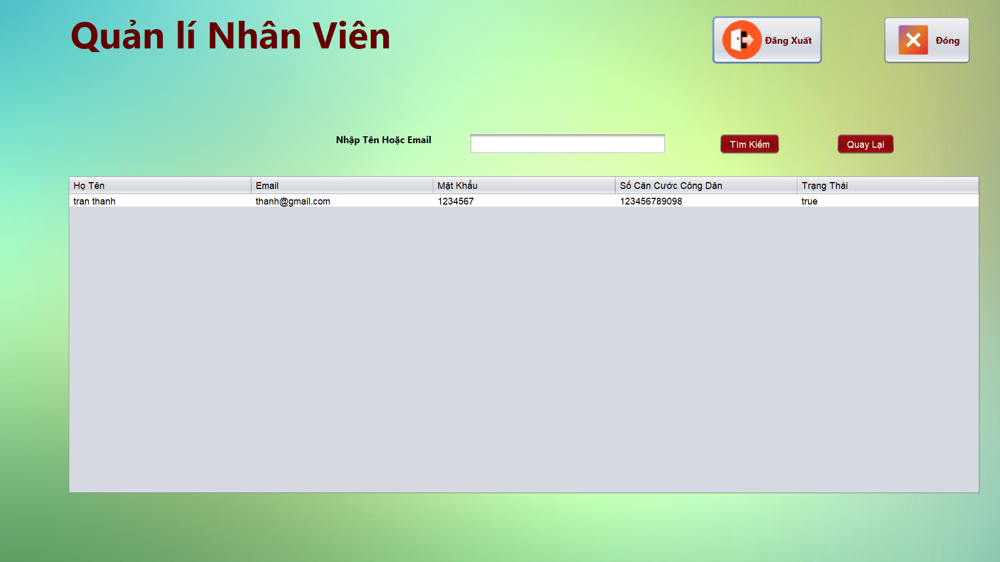 Quản lí Nhân Viên
Đăng Xuất
Đóng
Nhập Tên Hoặc Email
Tìm Kiếm
Quay Lại
Họ Tên Email Mật Khẩu Số Căn Cước Công Dân Trạng Thái
tran thanh thanh@gmail.com 1234567 123456789098 true